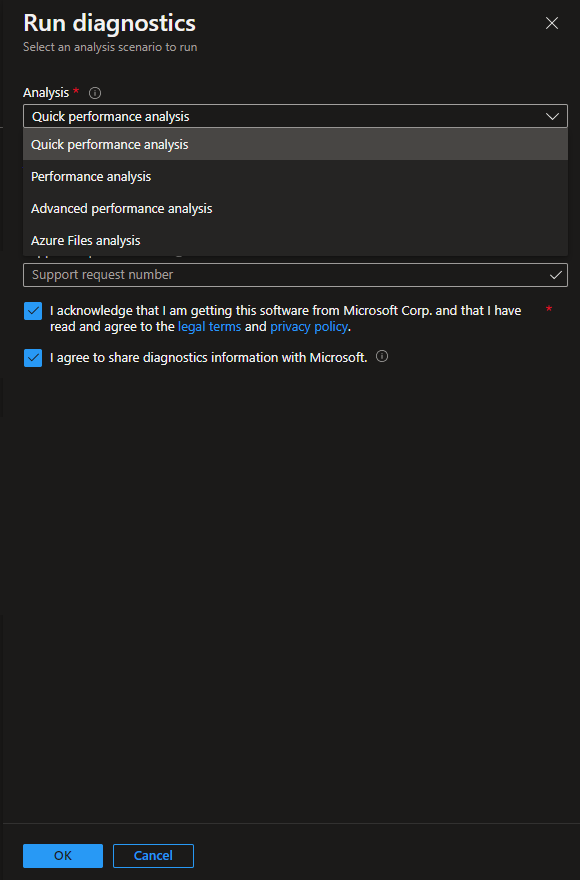 Run diagnostics
Select an analysis scenario to run
Analysis *
Quick performance analysis
Quick performance analysis
Performance analysis
Advanced performance analysis
Azure Files analysis
Support request number
I acknowledge that I am getting this software from Microsoft Corp. and that I have
read and agree to the legal terms and privacy policy.
*
I agree to share diagnostics information with Microsoft.
OK
Cancel